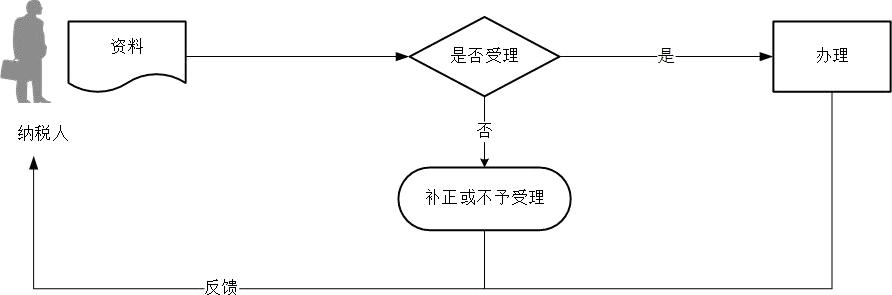 资料
是否受理
是
办理
纳税人
否
补正或不予受理
反馈